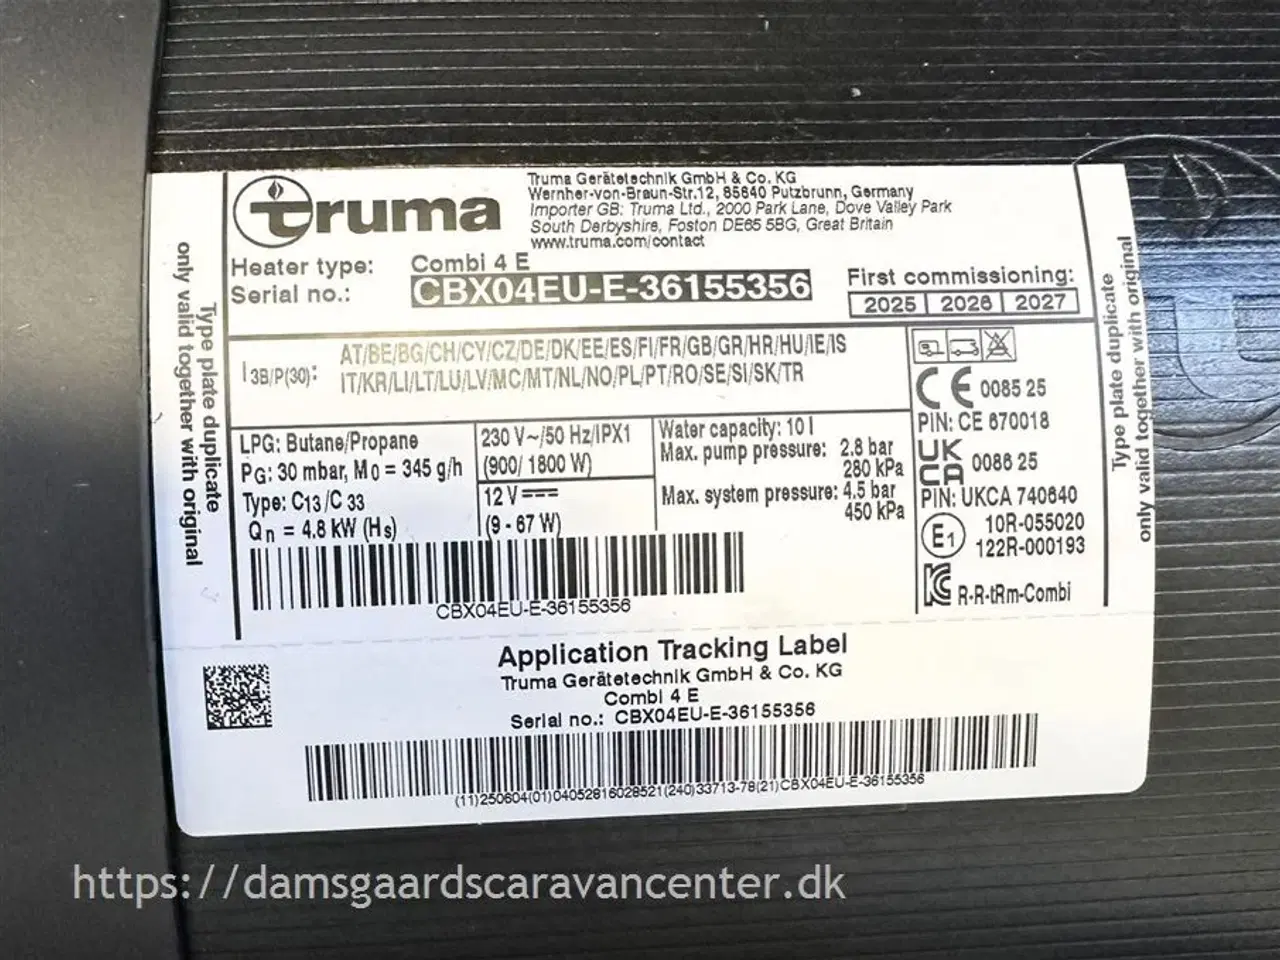 truma
Truma Gerätetechnik GmbH & Co. KG
Wernher-von-Braun-Str.12, 85640 Putzbrunn, Germany
Importer GB: Truma Ltd., 2000 Park Lane, Dove Valley Park
South Derbyshire, Foston DE65 5BG, Great Britain
www.truma.com/contact
Heater type: Combi 4 E
Serial no.: CBX04EU-E-36155356
First commissioning:
2025 | 2026 | 2027
I 3B/P(30): AT/BE/BG/CH/CY/CZ/DE/DK/EE/ES/FI/FR/GB/GR/HR/HU/IE/IS
IT/KR/LI/LT/LU/LV/MC/MT/NL/NO/PL/PT/RO/SE/SI/SK/TR
LPG: Butane/Propane
PG: 30 mbar, M0 = 345 g/h
Type: C13/C 33
Qn = 4.8 kW (Hs)
230 V~/50 Hz/IPX1
(900/ 1800 W)
12 V ⎓
(9 - 67 W)
Water capacity: 10 l
Max. pump pressure: 2.8 bar
280 kPa
Max. system pressure: 4.5 bar
450 kPa
CE 0085 25
PIN: CE 670018
UK
CA 0086 25
PIN: UKCA 740640
E1 10R-055020
122R-000193
R-R-tRm-Combi
CBX04EU-E-36155356
Type plate duplicate
only valid together with original
Type plate duplicate
only valid together with original
Application Tracking Label
Truma Gerätetechnik GmbH & Co. KG
Combi 4 E
Serial no.: CBX04EU-E-36155356
(11)250604(01)04052816028521(240)33713-78(21)CBX04EU-E-36155356
https://damsgaardscaravancenter.dk